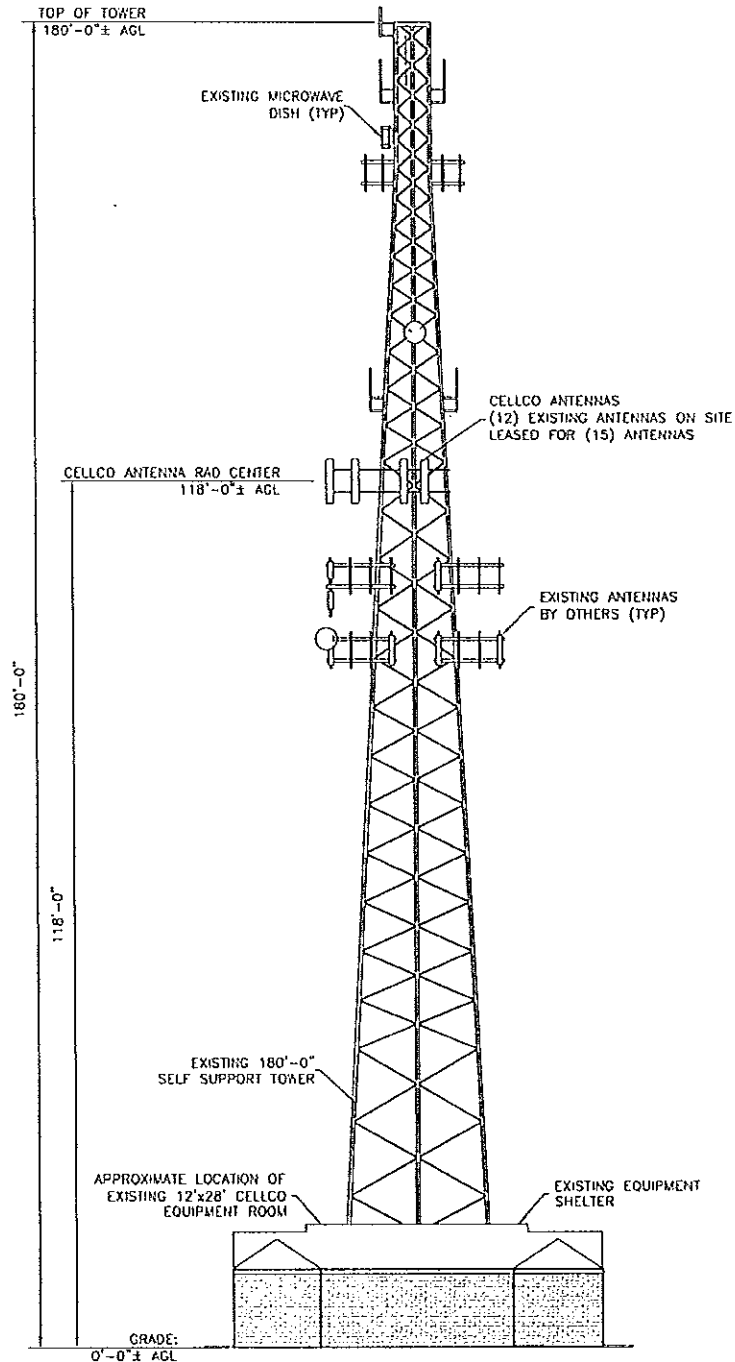 TOP OF TOWER
180'-0"± AGL
EXISTING MICROWAVE
DISH (TYP)
CELLCO ANTENNAS
(12) EXISTING ANTENNAS ON SITE
LEASED FOR (15) ANTENNAS
CELLCO ANTENNA RAD CENTER
118'-0"± AGL
EXISTING ANTENNAS
BY OTHERS (TYP)
180'-0"
118'-0"
EXISTING 180'-0"
SELF SUPPORT TOWER
APPROXIMATE LOCATION OF
EXISTING 12'x28' CELLCO
EQUIPMENT ROOM
EXISTING EQUIPMENT
SHELTER
GRADE:
0'-0"± AGL